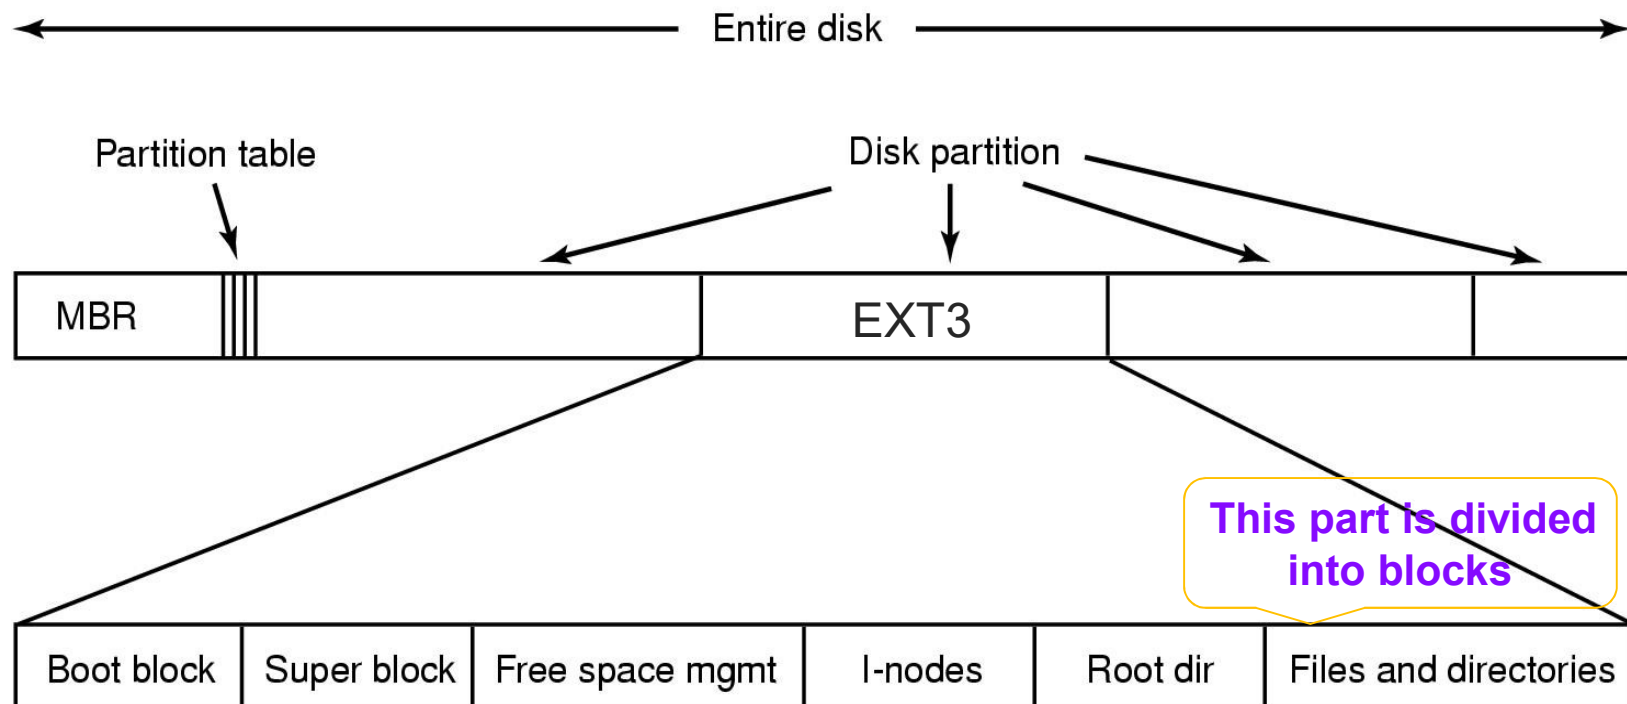 Entire disk
Partition table
Disk partition
MBR
EXT3
This part is divided
into blocks
Boot block
Super block
Free space mgmt
I-nodes
Root dir
Files and directories